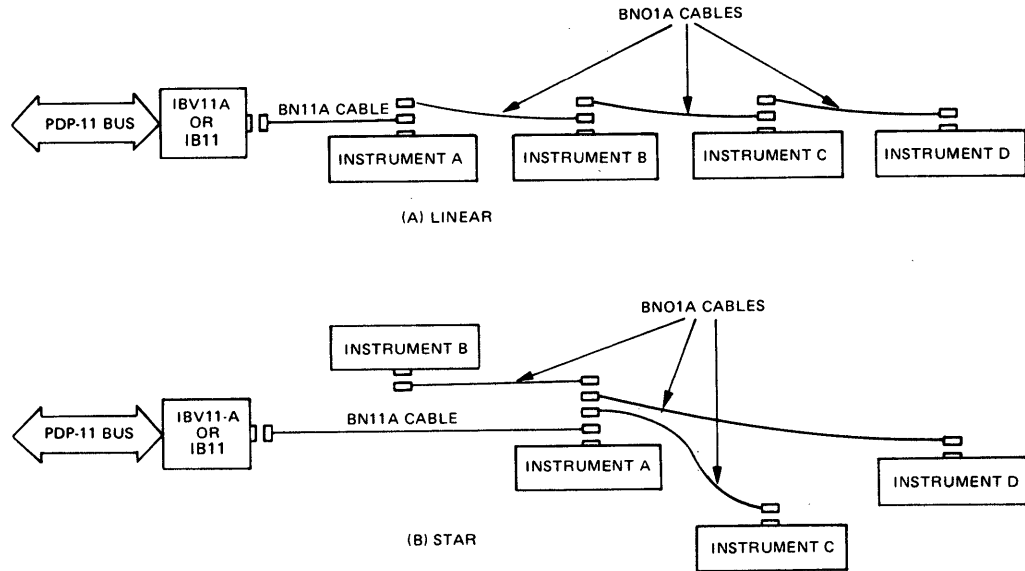 BNO1A CABLES
IBV11A
OR
IB11
PDP-11 BUS
BN11A CABLE
INSTRUMENT A
INSTRUMENT B
INSTRUMENT C
INSTRUMENT D
(A) LINEAR
BNO1A CABLES
INSTRUMENT B
IBV11-A
OR
IB11
PDP-11 BUS
BN11A CABLE
INSTRUMENT A
INSTRUMENT D
(B) STAR
INSTRUMENT C